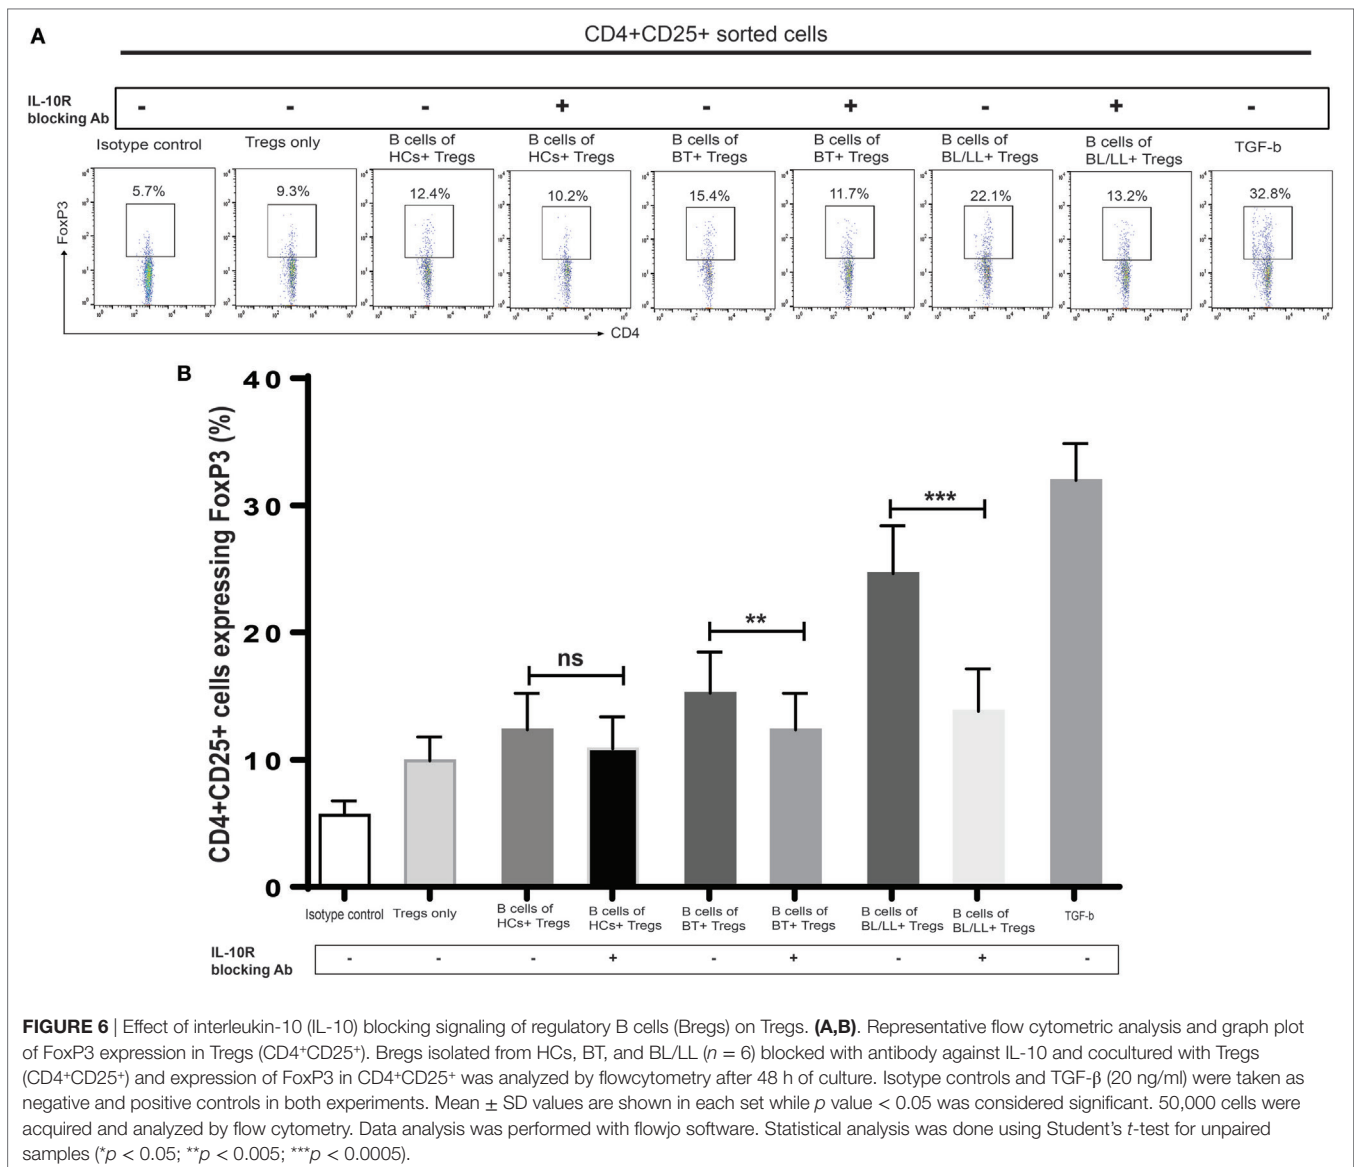 A
CD4+CD25+ sorted cells
IL-10R
blocking Ab
- - - + - + - + -
Isotype control
Tregs only
B cells of
HCs+ Tregs
B cells of
HCs+ Tregs
B cells of
BT+ Tregs
B cells of
BT+ Tregs
B cells of
BL/LL+ Tregs
B cells of
BL/LL+ Tregs
TGF-b
5.7% 9.3% 12.4% 10.2% 15.4% 11.7% 22.1% 13.2% 32.8%
FoxP3
CD4
B
CD4+CD25+ cells expressing FoxP3 (%)
40
30
20
10
0
ns
**
***
Isotype control
Tregs only
B cells of
HCs+ Tregs
B cells of
HCs+ Tregs
B cells of
BT+ Tregs
B cells of
BT+ Tregs
B cells of
BL/LL+ Tregs
B cells of
BL/LL+ Tregs
TGF-b
IL-10R
blocking Ab
- - - + - + - + -
FIGURE 6 | Effect of interleukin-10 (IL-10) blocking signaling of regulatory B cells (Bregs) on Tregs. (A,B). Representative flow cytometric analysis and graph plot
of FoxP3 expression in Tregs (CD4⁺CD25⁺). Bregs isolated from HCs, BT, and BL/LL (n = 6) blocked with antibody against IL-10 and cocultured with Tregs
(CD4⁺CD25⁺) and expression of FoxP3 in CD4⁺CD25⁺ was analyzed by flowcytometry after 48 h of culture. Isotype controls and TGF-β (20 ng/ml) were taken as
negative and positive controls in both experiments. Mean ± SD values are shown in each set while p value < 0.05 was considered significant. 50,000 cells were
acquired and analyzed by flow cytometry. Data analysis was performed with flowjo software. Statistical analysis was done using Student's t-test for unpaired
samples (*p < 0.05; **p < 0.005; ***p < 0.0005).